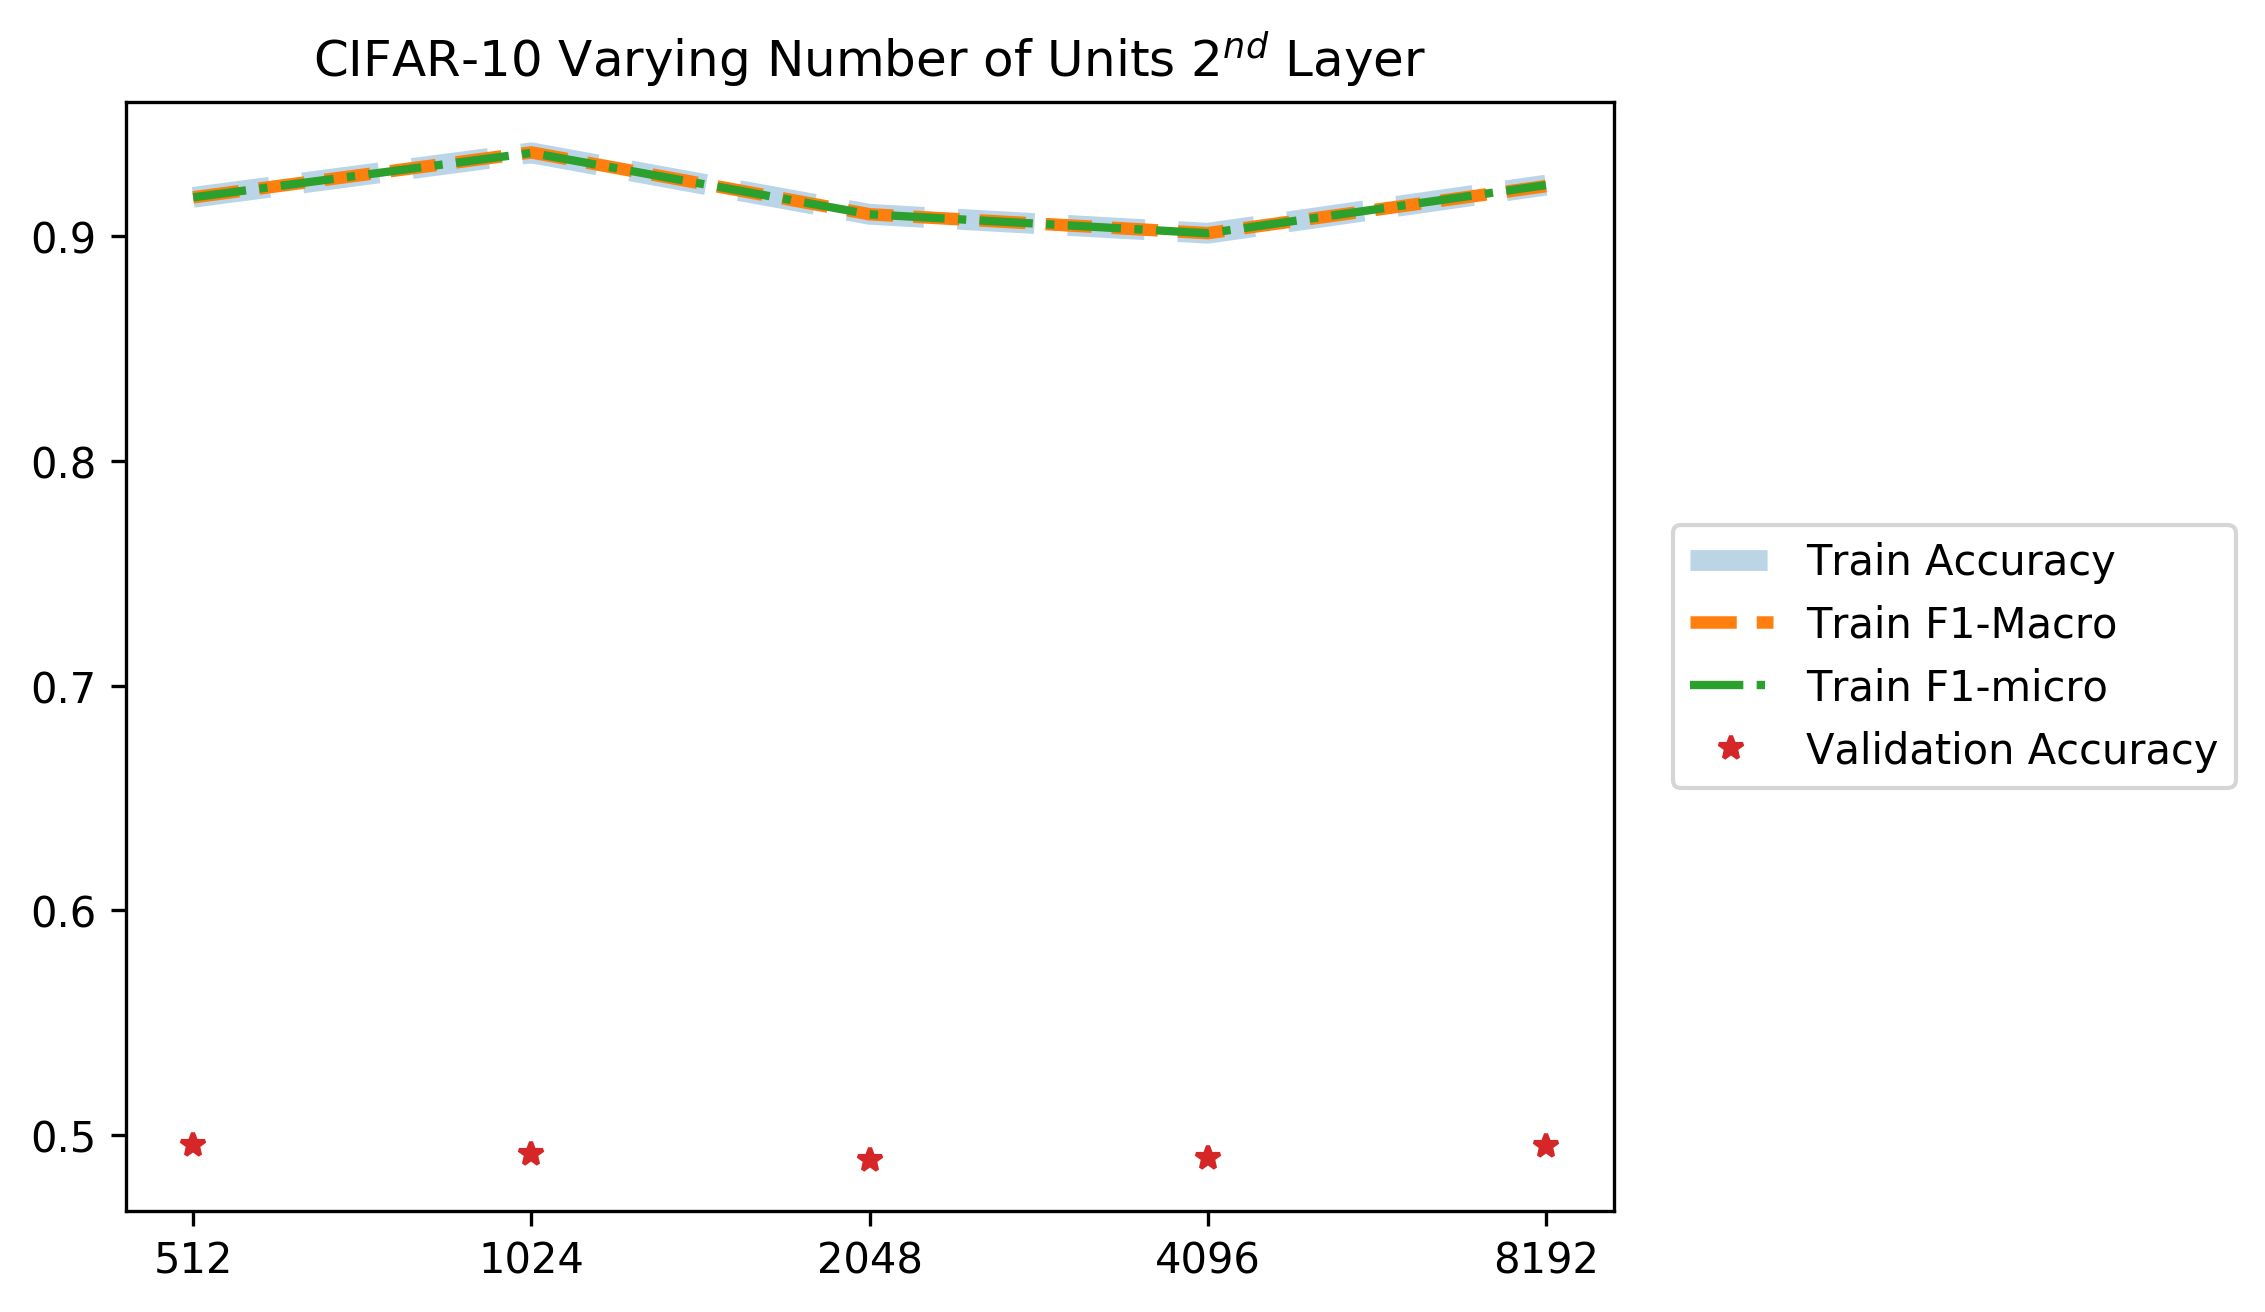 CIFAR-10 Varying Number of Units 2nd Layer
0.9
0.8
0.7
0.6
0.5
512 1024 2048 4096 8192
Train Accuracy
Train F1-Macro
Train F1-micro
Validation Accuracy